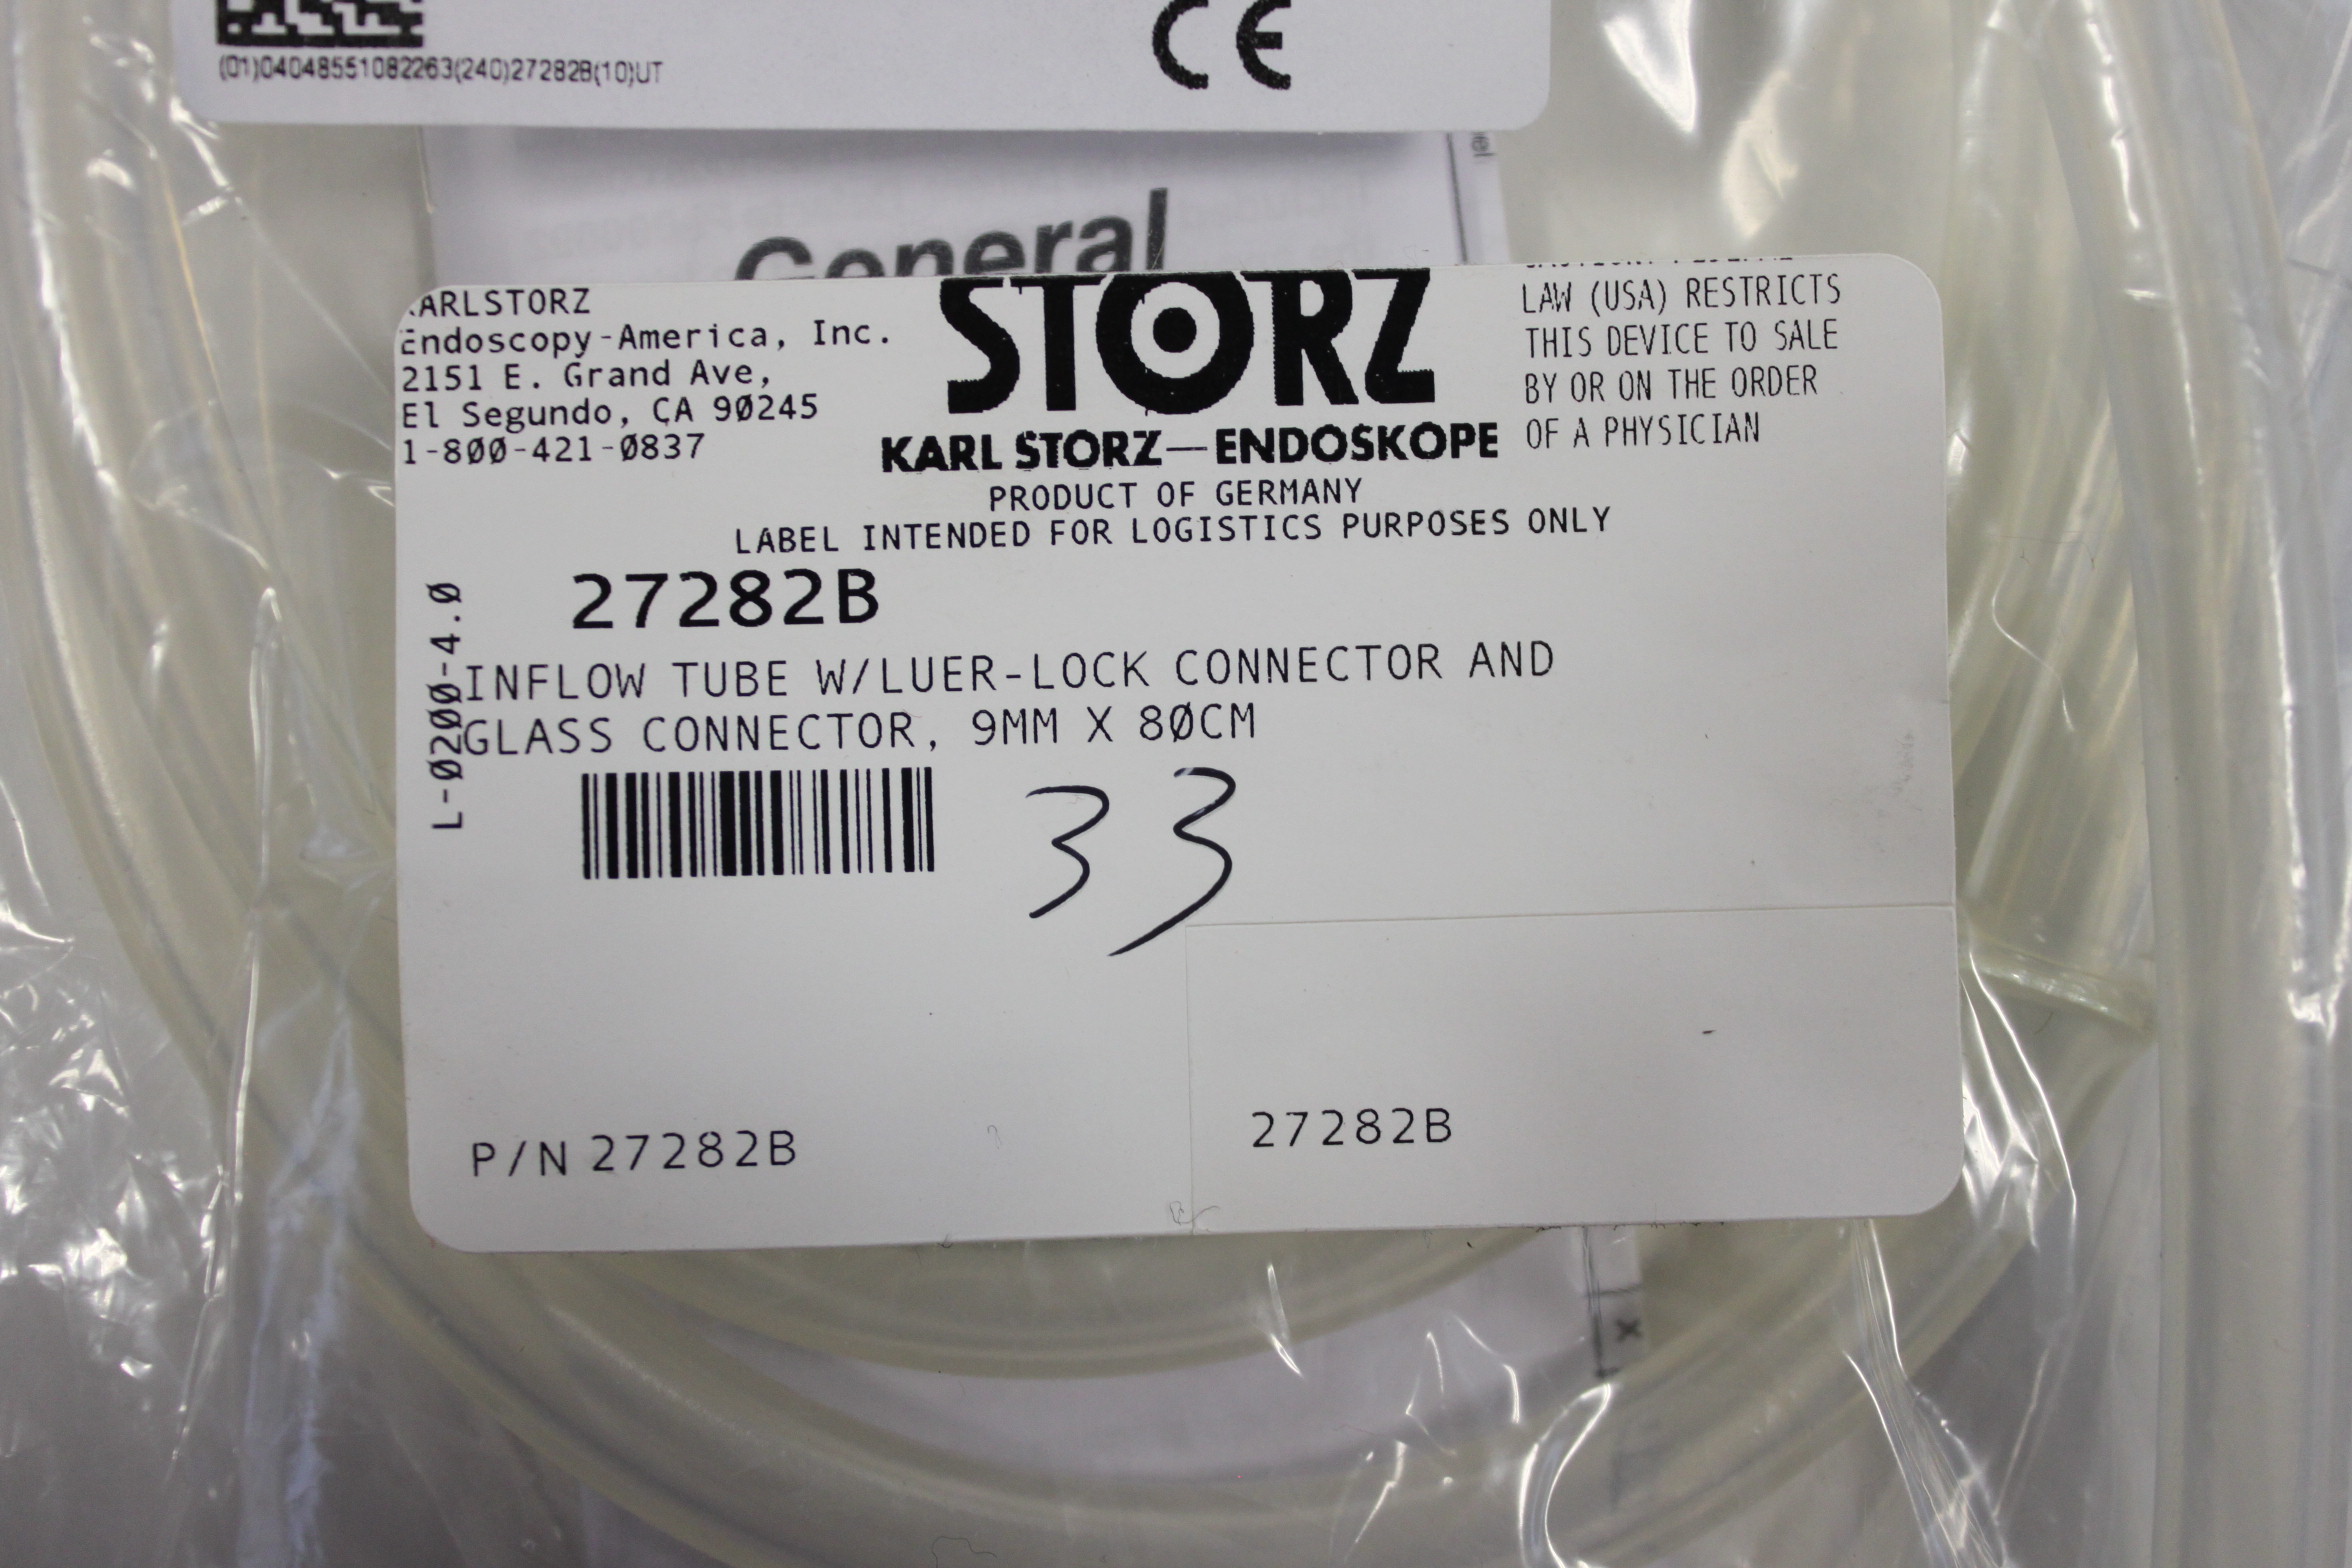 (01)04048551082263(240)27282B(10)UT
CE
General
KARLSTORZ
Endoscopy-America, Inc.
2151 E. Grand Ave,
El Segundo, CA 90245
1-800-421-0837
STORZ
KARL STORZ—ENDOSKOPE
LAW (USA) RESTRICTS
THIS DEVICE TO SALE
BY OR ON THE ORDER
OF A PHYSICIAN
PRODUCT OF GERMANY
LABEL INTENDED FOR LOGISTICS PURPOSES ONLY
27282B
L-0200-4.0
INFLOW TUBE W/LUER-LOCK CONNECTOR AND
GLASS CONNECTOR, 9MM X 80CM
33
P/N 27282B
27282B